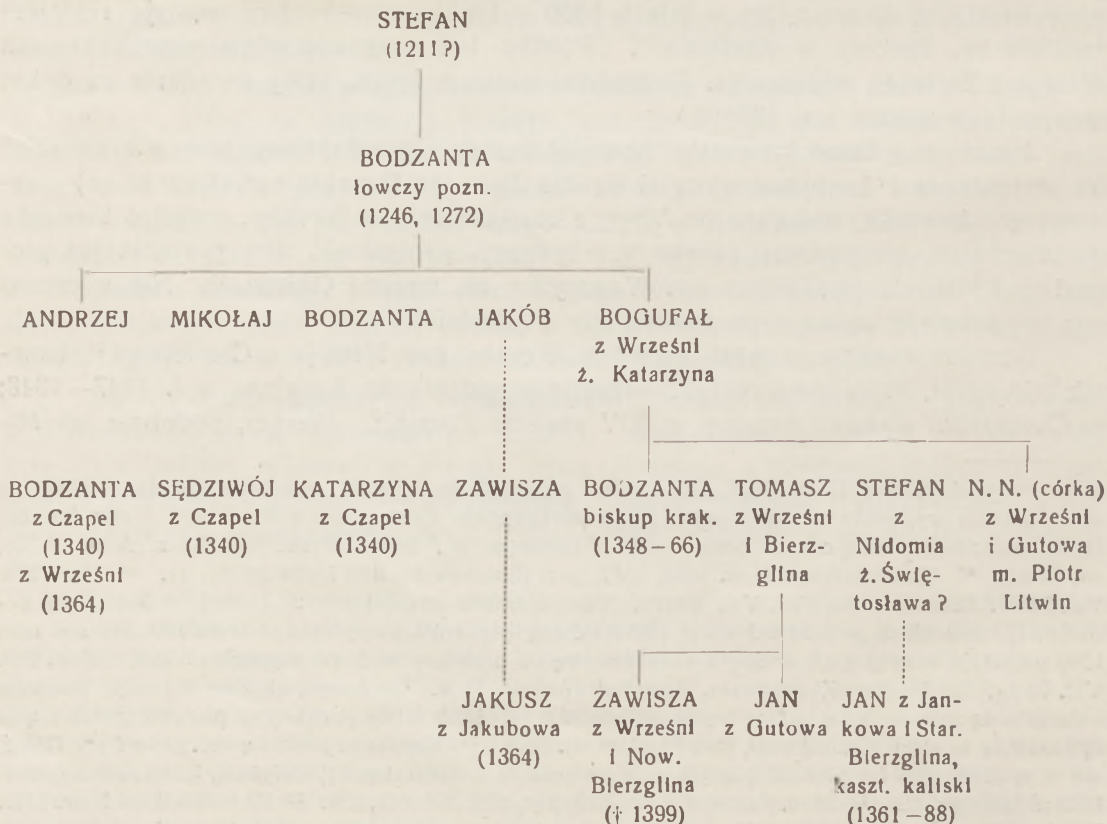 STEFAN
(1211?)
BODZANTA
łowczy pozn.
(1246, 1272)
ANDRZEJ MIKOŁAJ BODZANTA JAKÓB BOGUFAŁ
z Wrześni
ż. Katarzyna
BODZANTA SĘDZIWÓJ KATARZYNA ZAWISZA BODZANTA TOMASZ STEFAN N. N. (córka)
z Czapel z Czapel z Czapel biskup krak. z Wrześni z z Wrześni
(1340) (1340) (1340) (1348–66) i Bierz- Nidomia i Gutowa
z Wrześni glina ż. Świę- m. Piotr
(1364) tosława? Litwin
JAKUSZ ZAWISZA JAN JAN z Jan-
z Jakubowa z Wrześni z Gutowa kowa i Star.
(1364) i Now. Bierzglina,
Bierzglina kaszt. kaliski
(† 1399) (1361–88)